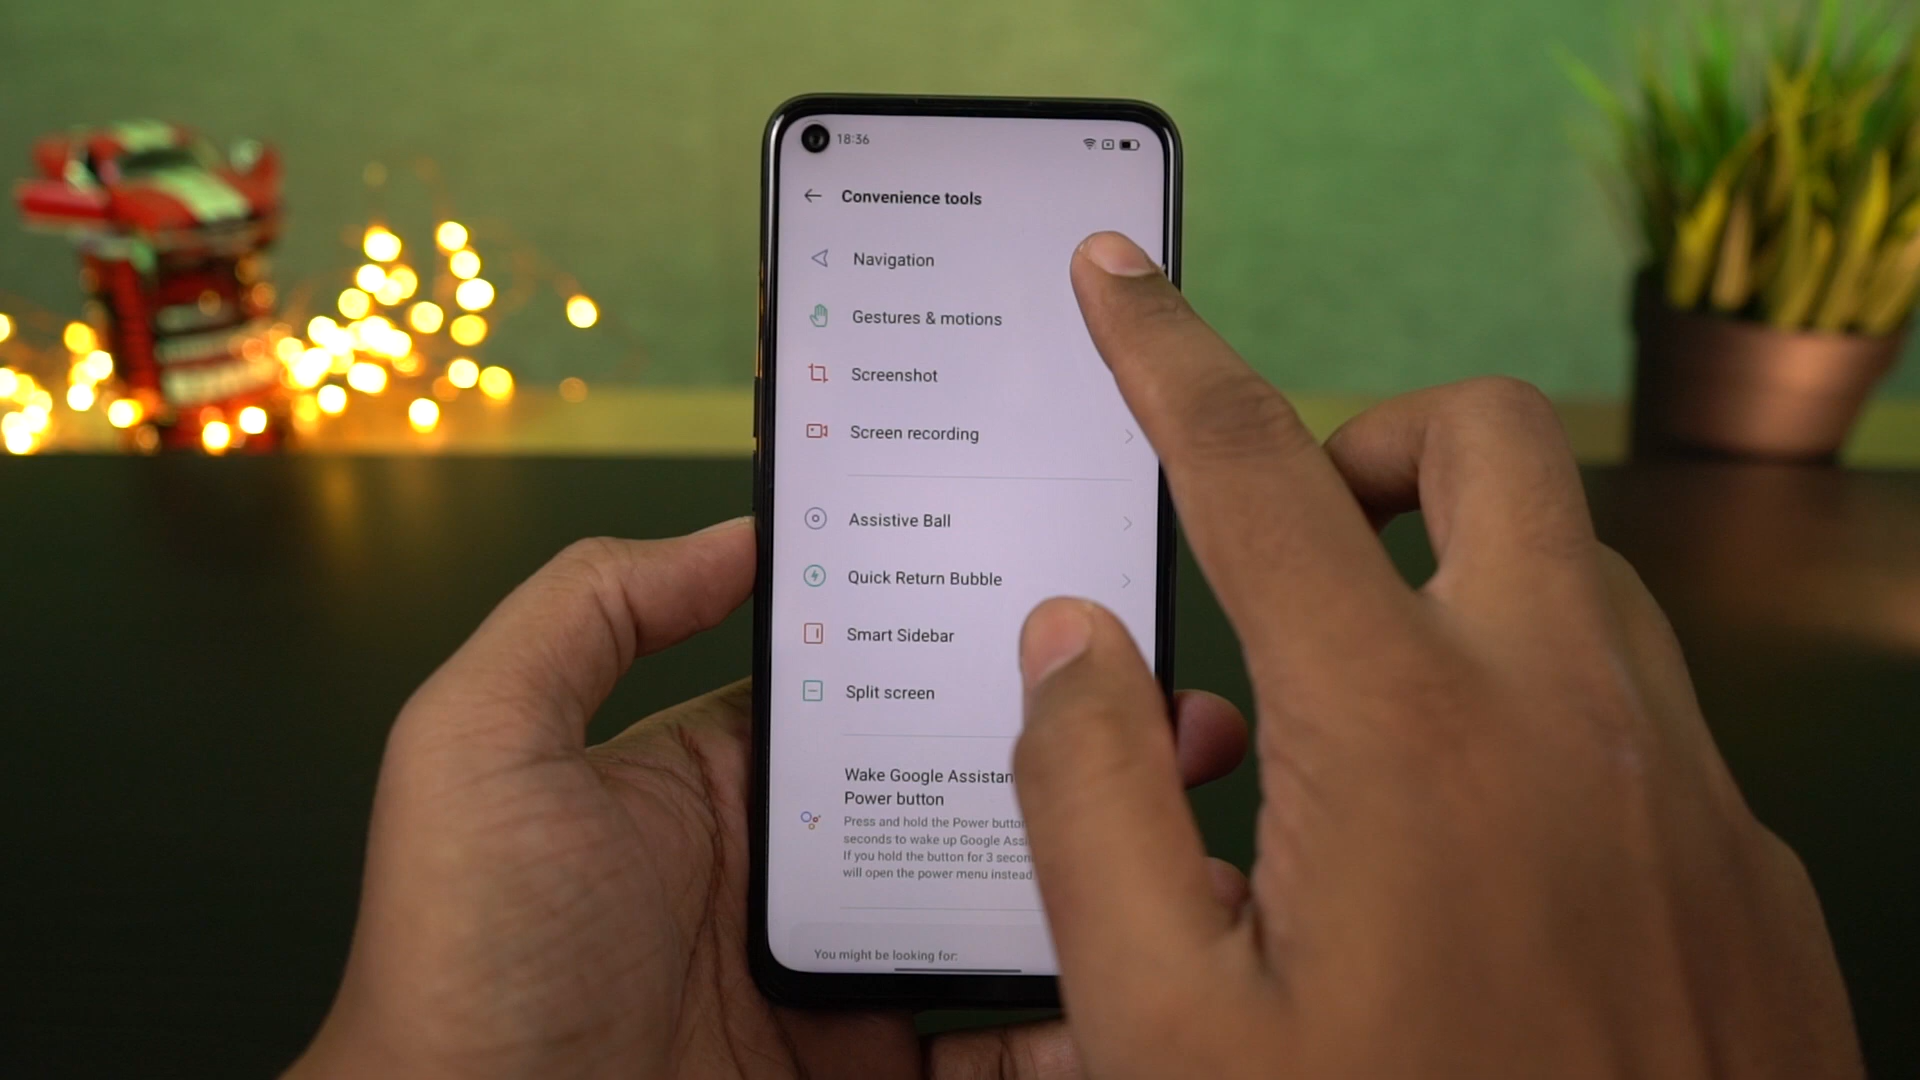 18:36
Convenience tools
Navigation
Gestures & motions
Screenshot
Screen recording
Assistive Ball
Quick Return Bubble
Smart Sidebar
Split screen
Wake Google Assistan
Power button
Press and hold the Power button
seconds to wake up Google Assi
If you hold the button for 3 secon
will open the power menu instead
You might be looking for: